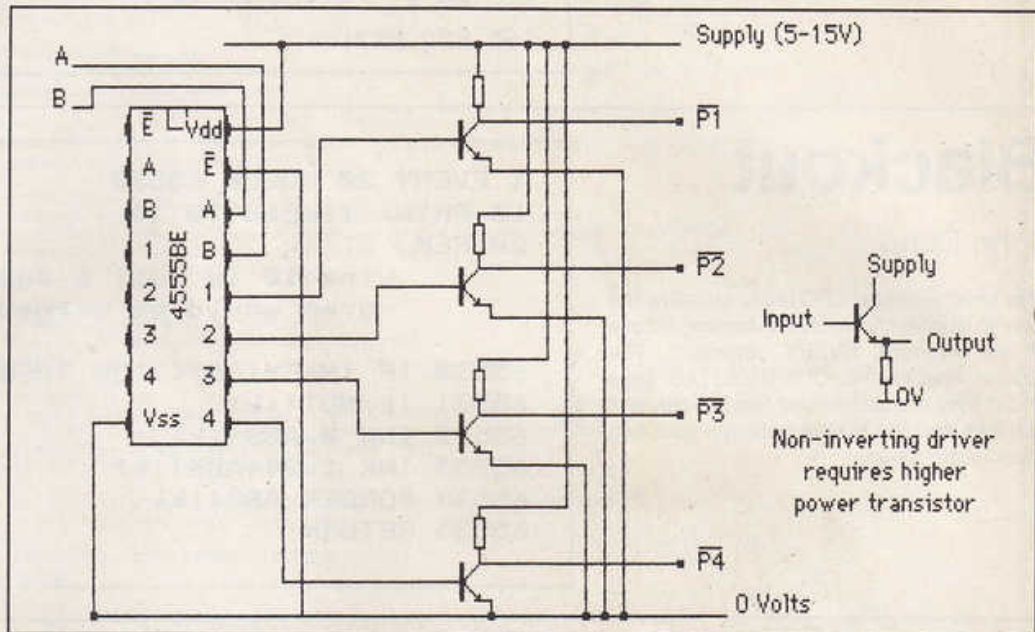 Supply (5-15V)
A
B
E̅ Vdd
A E̅
B A
1 B
2 1
3 2
4 3
Vss 4
4555BE
P̅1̅
P̅2̅
P̅3̅
P̅4̅
0 Volts
Supply
Input
Output
0V
Non-inverting driver
requires higher
power transistor